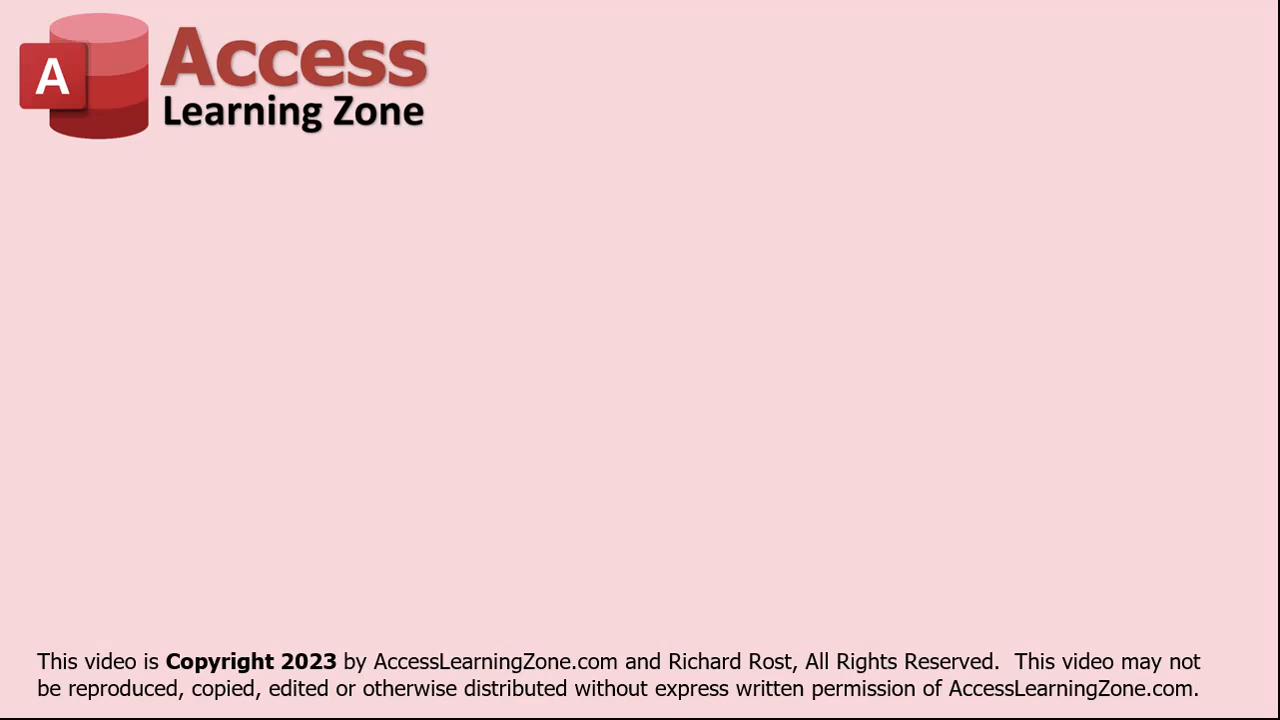 A
Access
Learning Zone
This video is Copyright 2023 by AccessLearningZone.com and Richard Rost, All Rights Reserved.  This video may not
be reproduced, copied, edited or otherwise distributed without express written permission of AccessLearningZone.com.